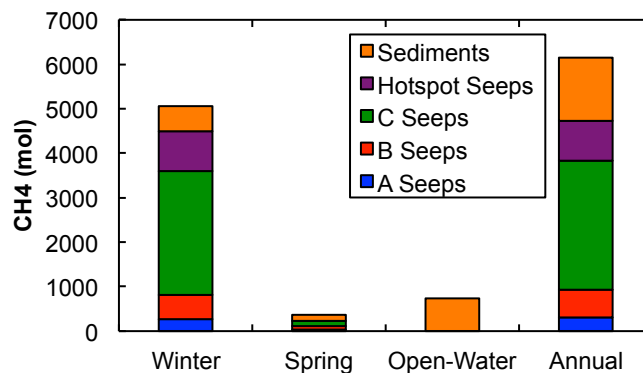 CH4 (mol)
7000
6000
5000
4000
3000
2000
1000
0
Sediments
Hotspot Seeps
C Seeps
B Seeps
A Seeps
Winter Spring Open-Water Annual